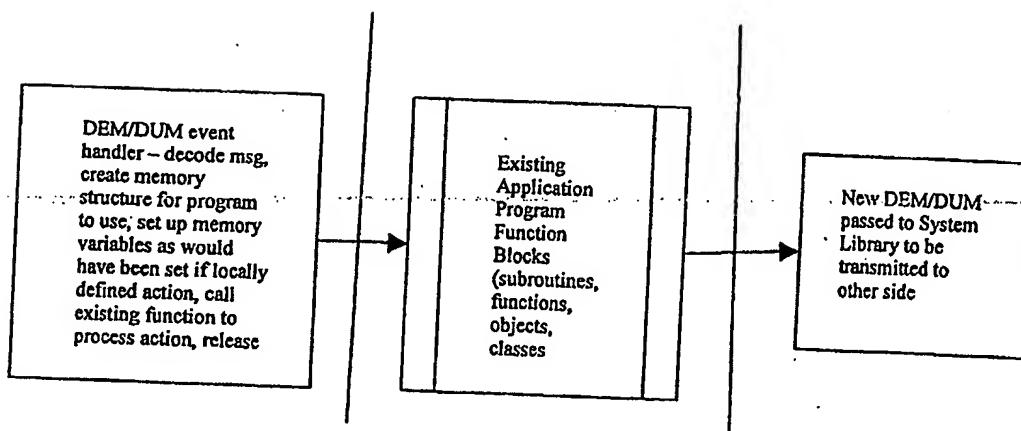 DEM/DUM event
handler – decode msg,
create memory
structure for program
to use; set up memory
variables as would
have been set if locally
defined action, call
existing function to
process action, release
Existing
Application
Program
Function
Blocks
(subroutines,
functions,
objects,
classes
New DEM/DUM
passed to System
Library to be
transmitted to
other side